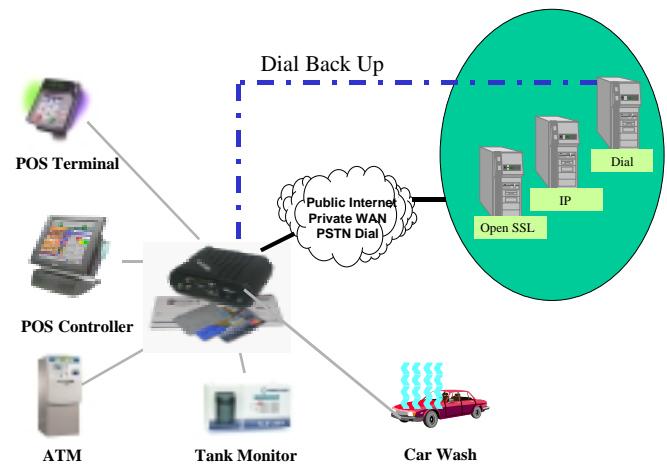 Dial Back Up
POS Terminal
Dial
IP
Open SSL
Public Internet
Private WAN
PSTN Dial
POS Controller
ATM
Tank Monitor
Car Wash